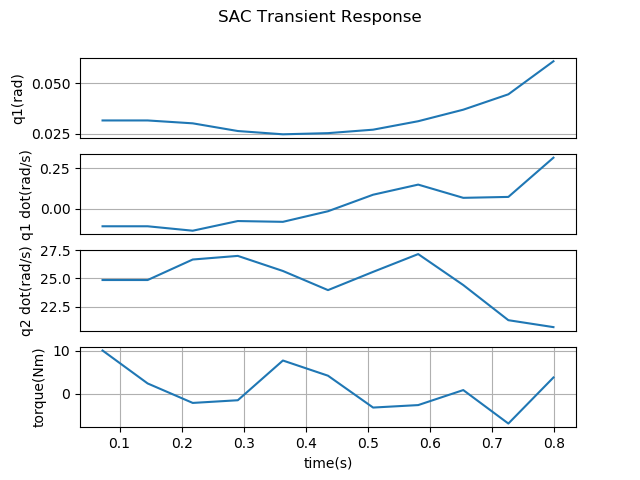 SAC Transient Response
q1(rad)
0.050
0.025
q1 dot(rad/s)
0.25
0.00
q2 dot(rad/s)
27.5
25.0
22.5
torque(Nm)
10
0
0.1 0.2 0.3 0.4 0.5 0.6 0.7 0.8
time(s)